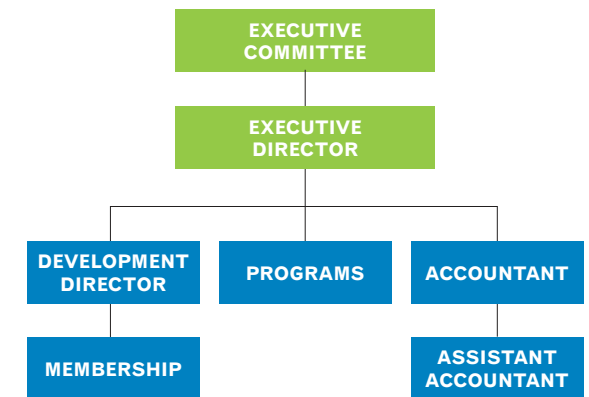 EXECUTIVE
COMMITTEE
EXECUTIVE
DIRECTOR
DEVELOPMENT
DIRECTOR
PROGRAMS
ACCOUNTANT
MEMBERSHIP
ASSISTANT
ACCOUNTANT